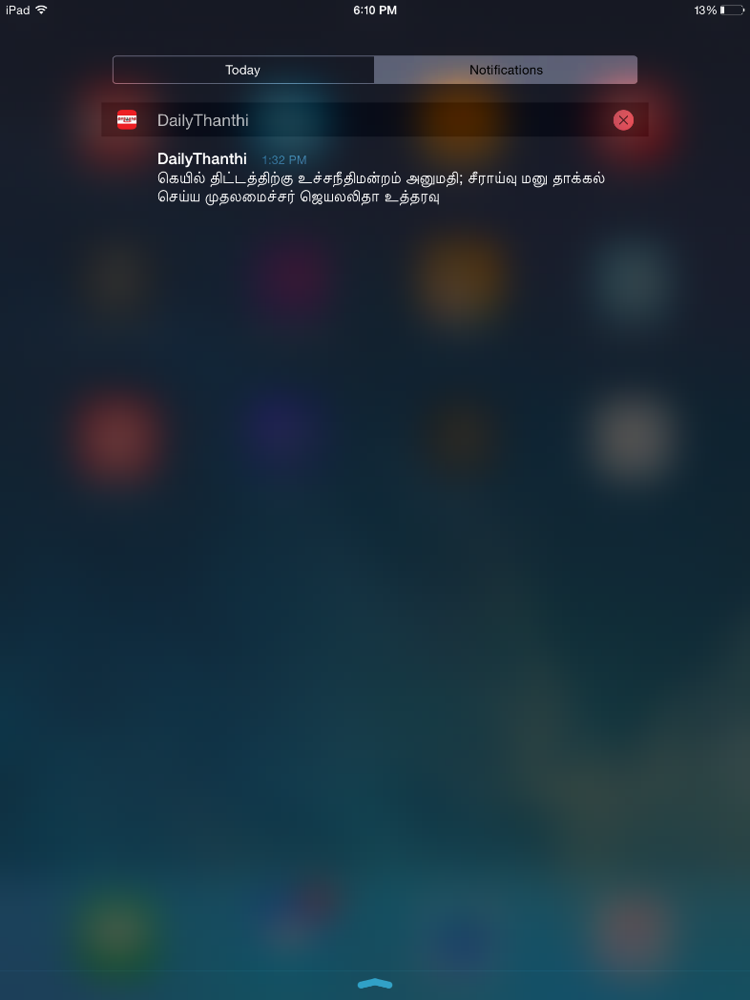 iPad 6:10 PM 13%
Today Notifications
DailyThanthi
DailyThanthi 1:32 PM
கெயில் திட்டத்திற்கு உச்சநீதிமன்றம் அனுமதி; சீராய்வு மனு தாக்கல்
செய்ய முதலமைச்சர் ஜெயலலிதா உத்தரவு